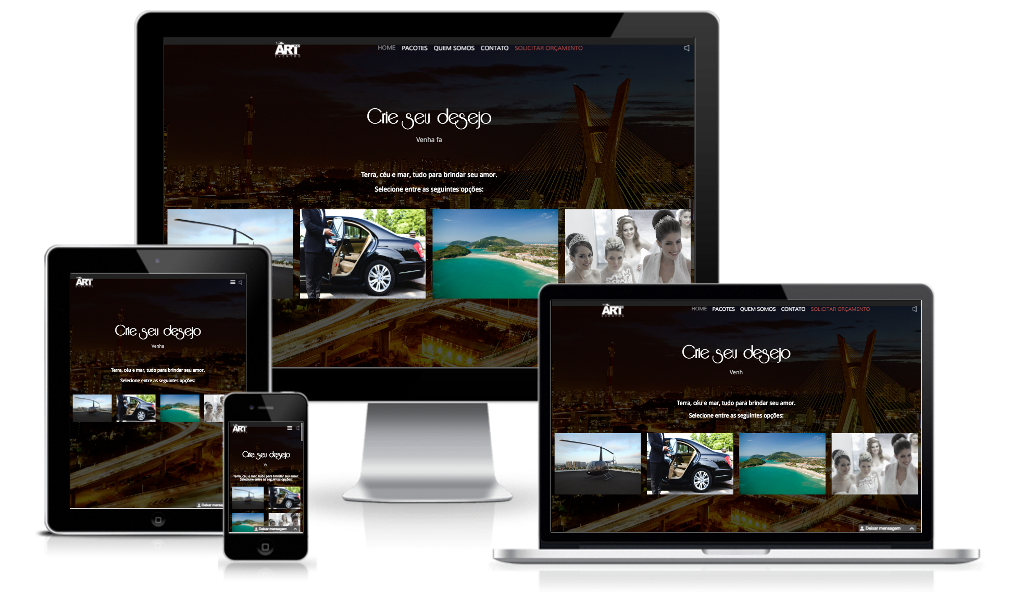 ART
HOME PACOTES QUEM SOMOS CONTATO SOLICITAR ORÇAMENTO
Crie seu desejo
Venha fa
Terra, céu e mar, tudo para brindar seu amor.
Selecione entre as seguintes opções:
ART
Crie seu desejo
Venha
Terra, céu e mar, tudo para brindar seu amor.
Selecione entre as seguintes opções:
Deixar mensagem
ART
Crie seu desejo
Terra, céu e mar, tudo para brindar seu amor.
Selecione entre as seguintes opções:
Deixar mensagem
ART
HOME PACOTES QUEM SOMOS CONTATO SOLICITAR ORÇAMENTO
Crie seu desejo
Venh
Terra, céu e mar, tudo para brindar seu amor.
Selecione entre as seguintes opções:
Deixar mensagem